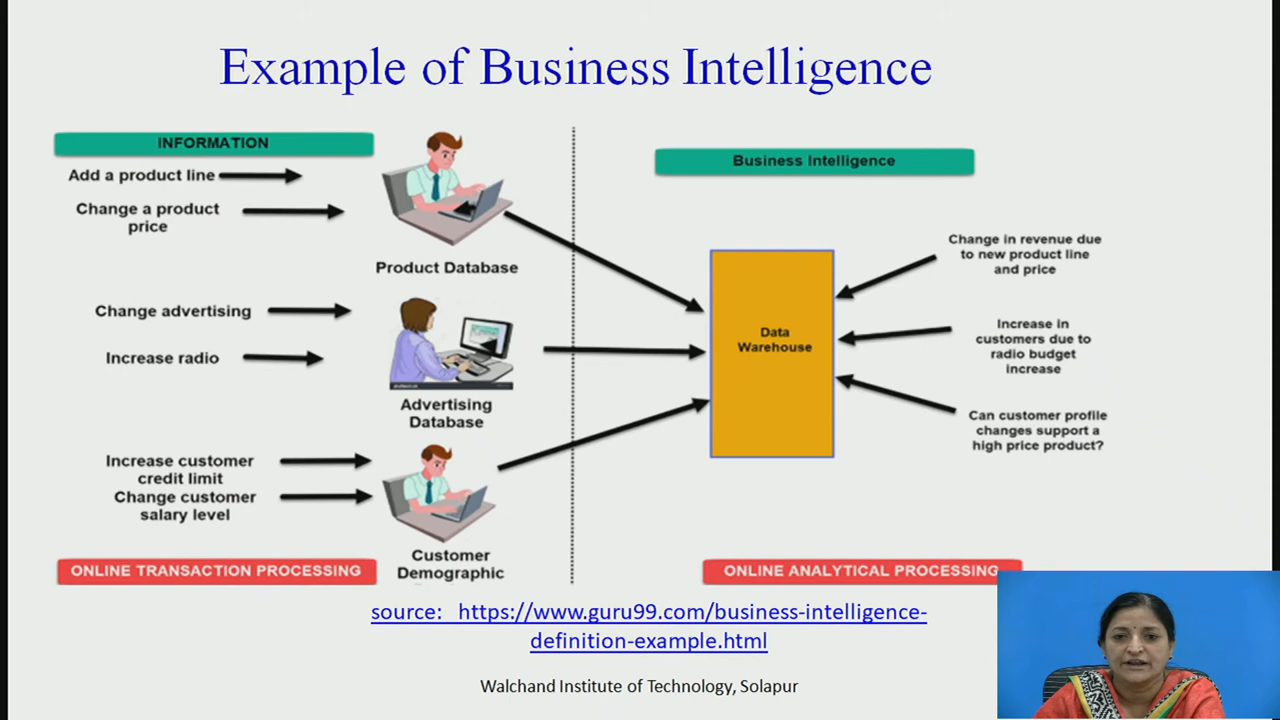 Example of Business Intelligence
INFORMATION
Add a product line
Change a product
price
Product Database
Change advertising
Increase radio
Advertising
Database
Increase customer
credit limit
Change customer
salary level
Customer
Demographic
ONLINE TRANSACTION PROCESSING
Business Intelligence
Data
Warehouse
Change in revenue due
to new product line
and price
Increase in
customers due to
radio budget
increase
Can customer profile
changes support a
high price product?
ONLINE ANALYTICAL PROCESSING
source: https://www.guru99.com/business-intelligence-
definition-example.html
Walchand Institute of Technology, Solapur